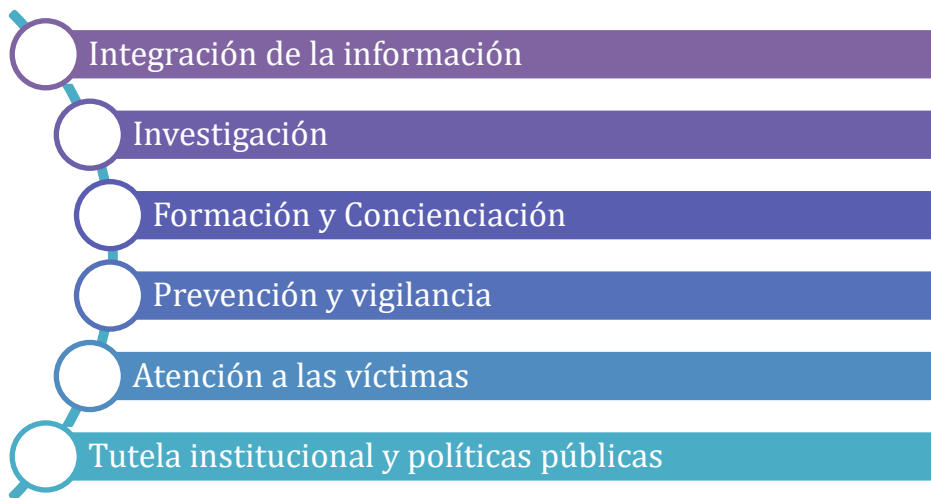 Integración de la información
Investigación
Formación y Concienciación
Prevención y vigilancia
Atención a las víctimas
Tutela institucional y políticas públicas